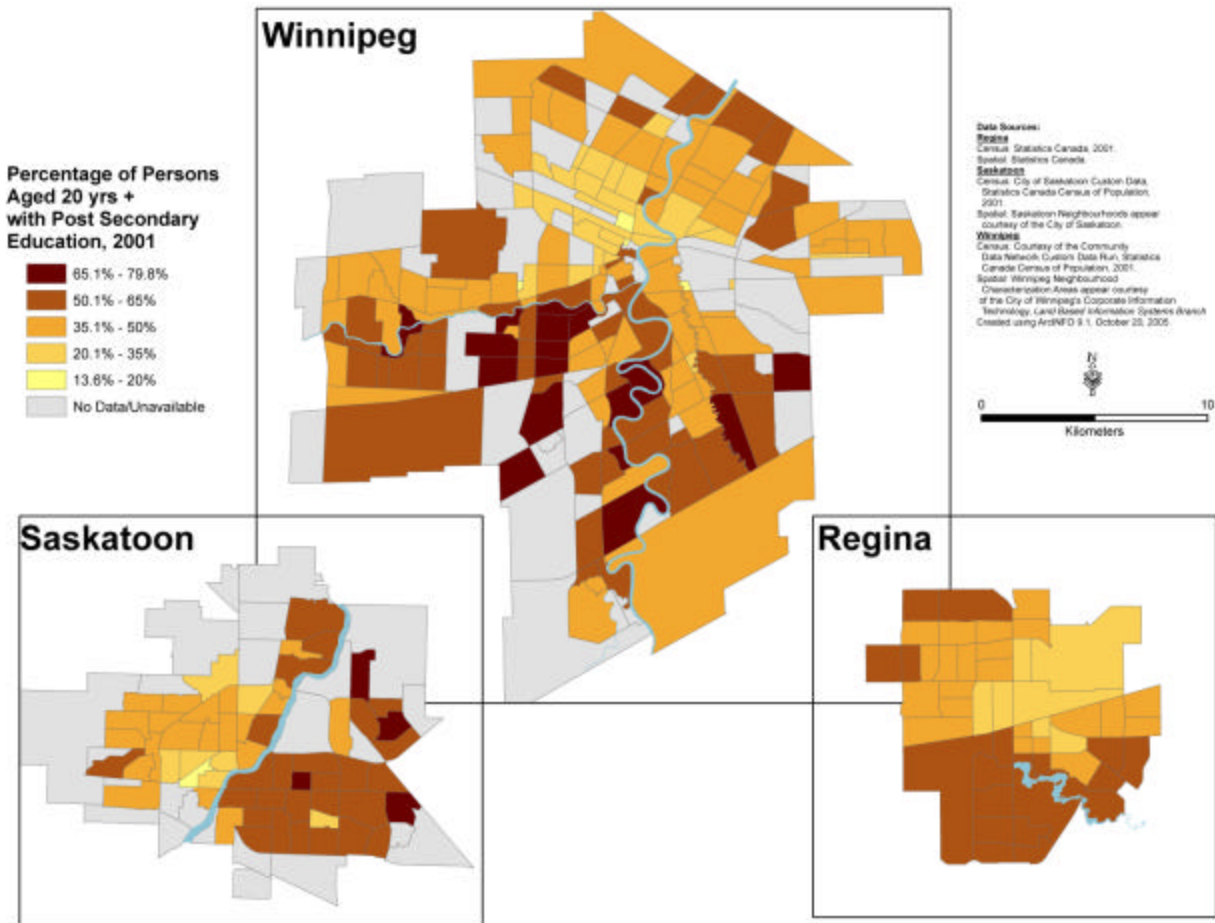 Winnipeg
Percentage of Persons
Aged 20 yrs +
with Post Secondary
Education, 2001
65.1% - 79.8%
50.1% - 65%
35.1% - 50%
20.1% - 35%
13.6% - 20%
No Data/Unavailable
Data Sources:
Regina
Census: Statistics Canada, 2001.
Spatial: Statistics Canada.
Saskatoon
Census: City of Saskatoon Custom Data,
Statistics Canada Census of Population,
2001.
Spatial: Saskatoon Neighbourhoods appear
courtesy of the City of Saskatoon.
Winnipeg
Census: Courtesy of the Community
Data Network Custom Data Run, Statistics
Canada Census of Population, 2001.
Spatial: Winnipeg Neighbourhood
Characterization Areas appear courtesy
of the City of Winnipeg's Corporate Information
Technology, Land Based Information Systems Branch
Created using ArcINFO 9.1, October 20, 2005
N
0 10
Kilometers
Saskatoon
Regina